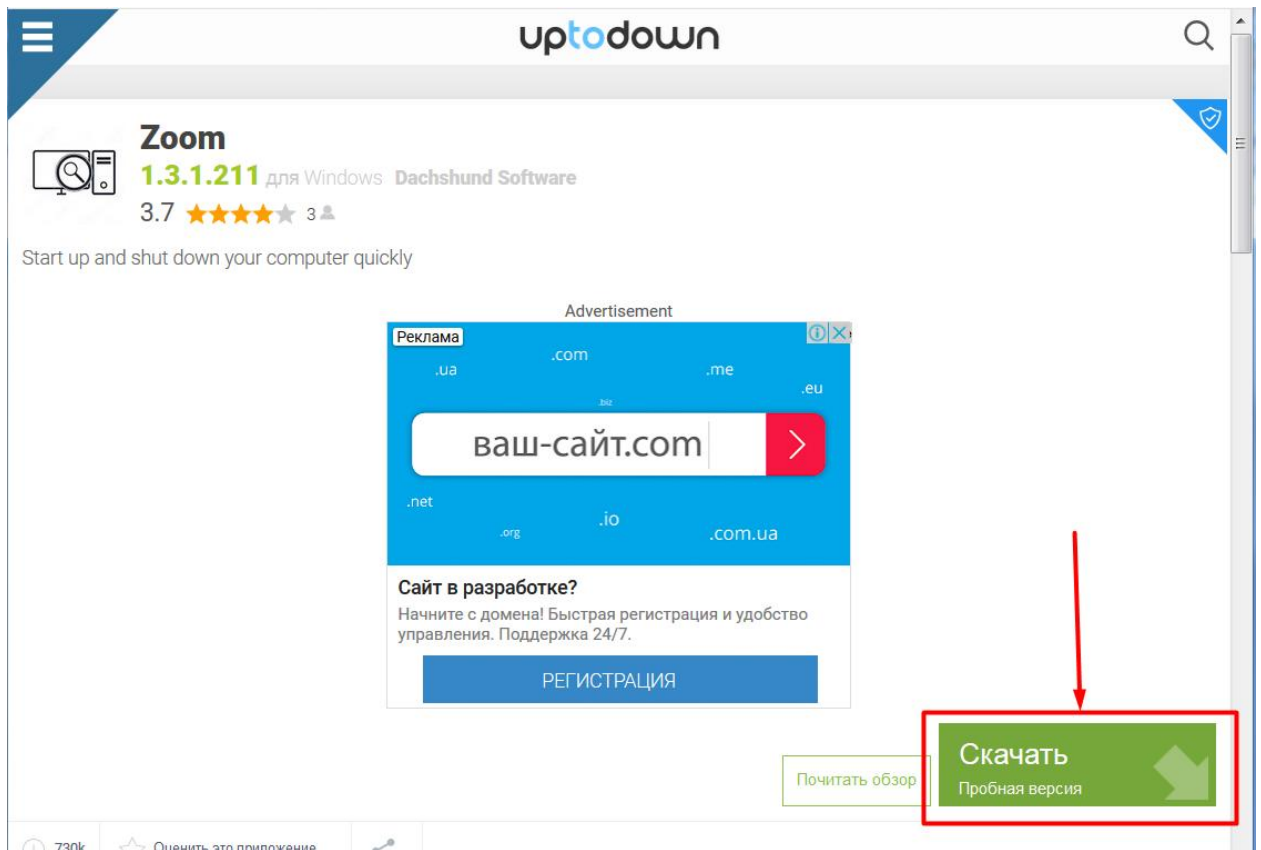 uptodown
Zoom
1.3.1.211 для Windows Dachshund Software
3.7 3
Start up and shut down your computer quickly
Advertisement
Реклама
.com
.ua
.me
.eu
.biz
ваш-сайт.com
.net
.io
.org
.com.ua
Сайт в разработке?
Начните с домена! Быстрая регистрация и удобство
управления. Поддержка 24/7.
РЕГИСТРАЦИЯ
Скачать
Почитать обзор
Пробная версия
730k Оценить это приложение